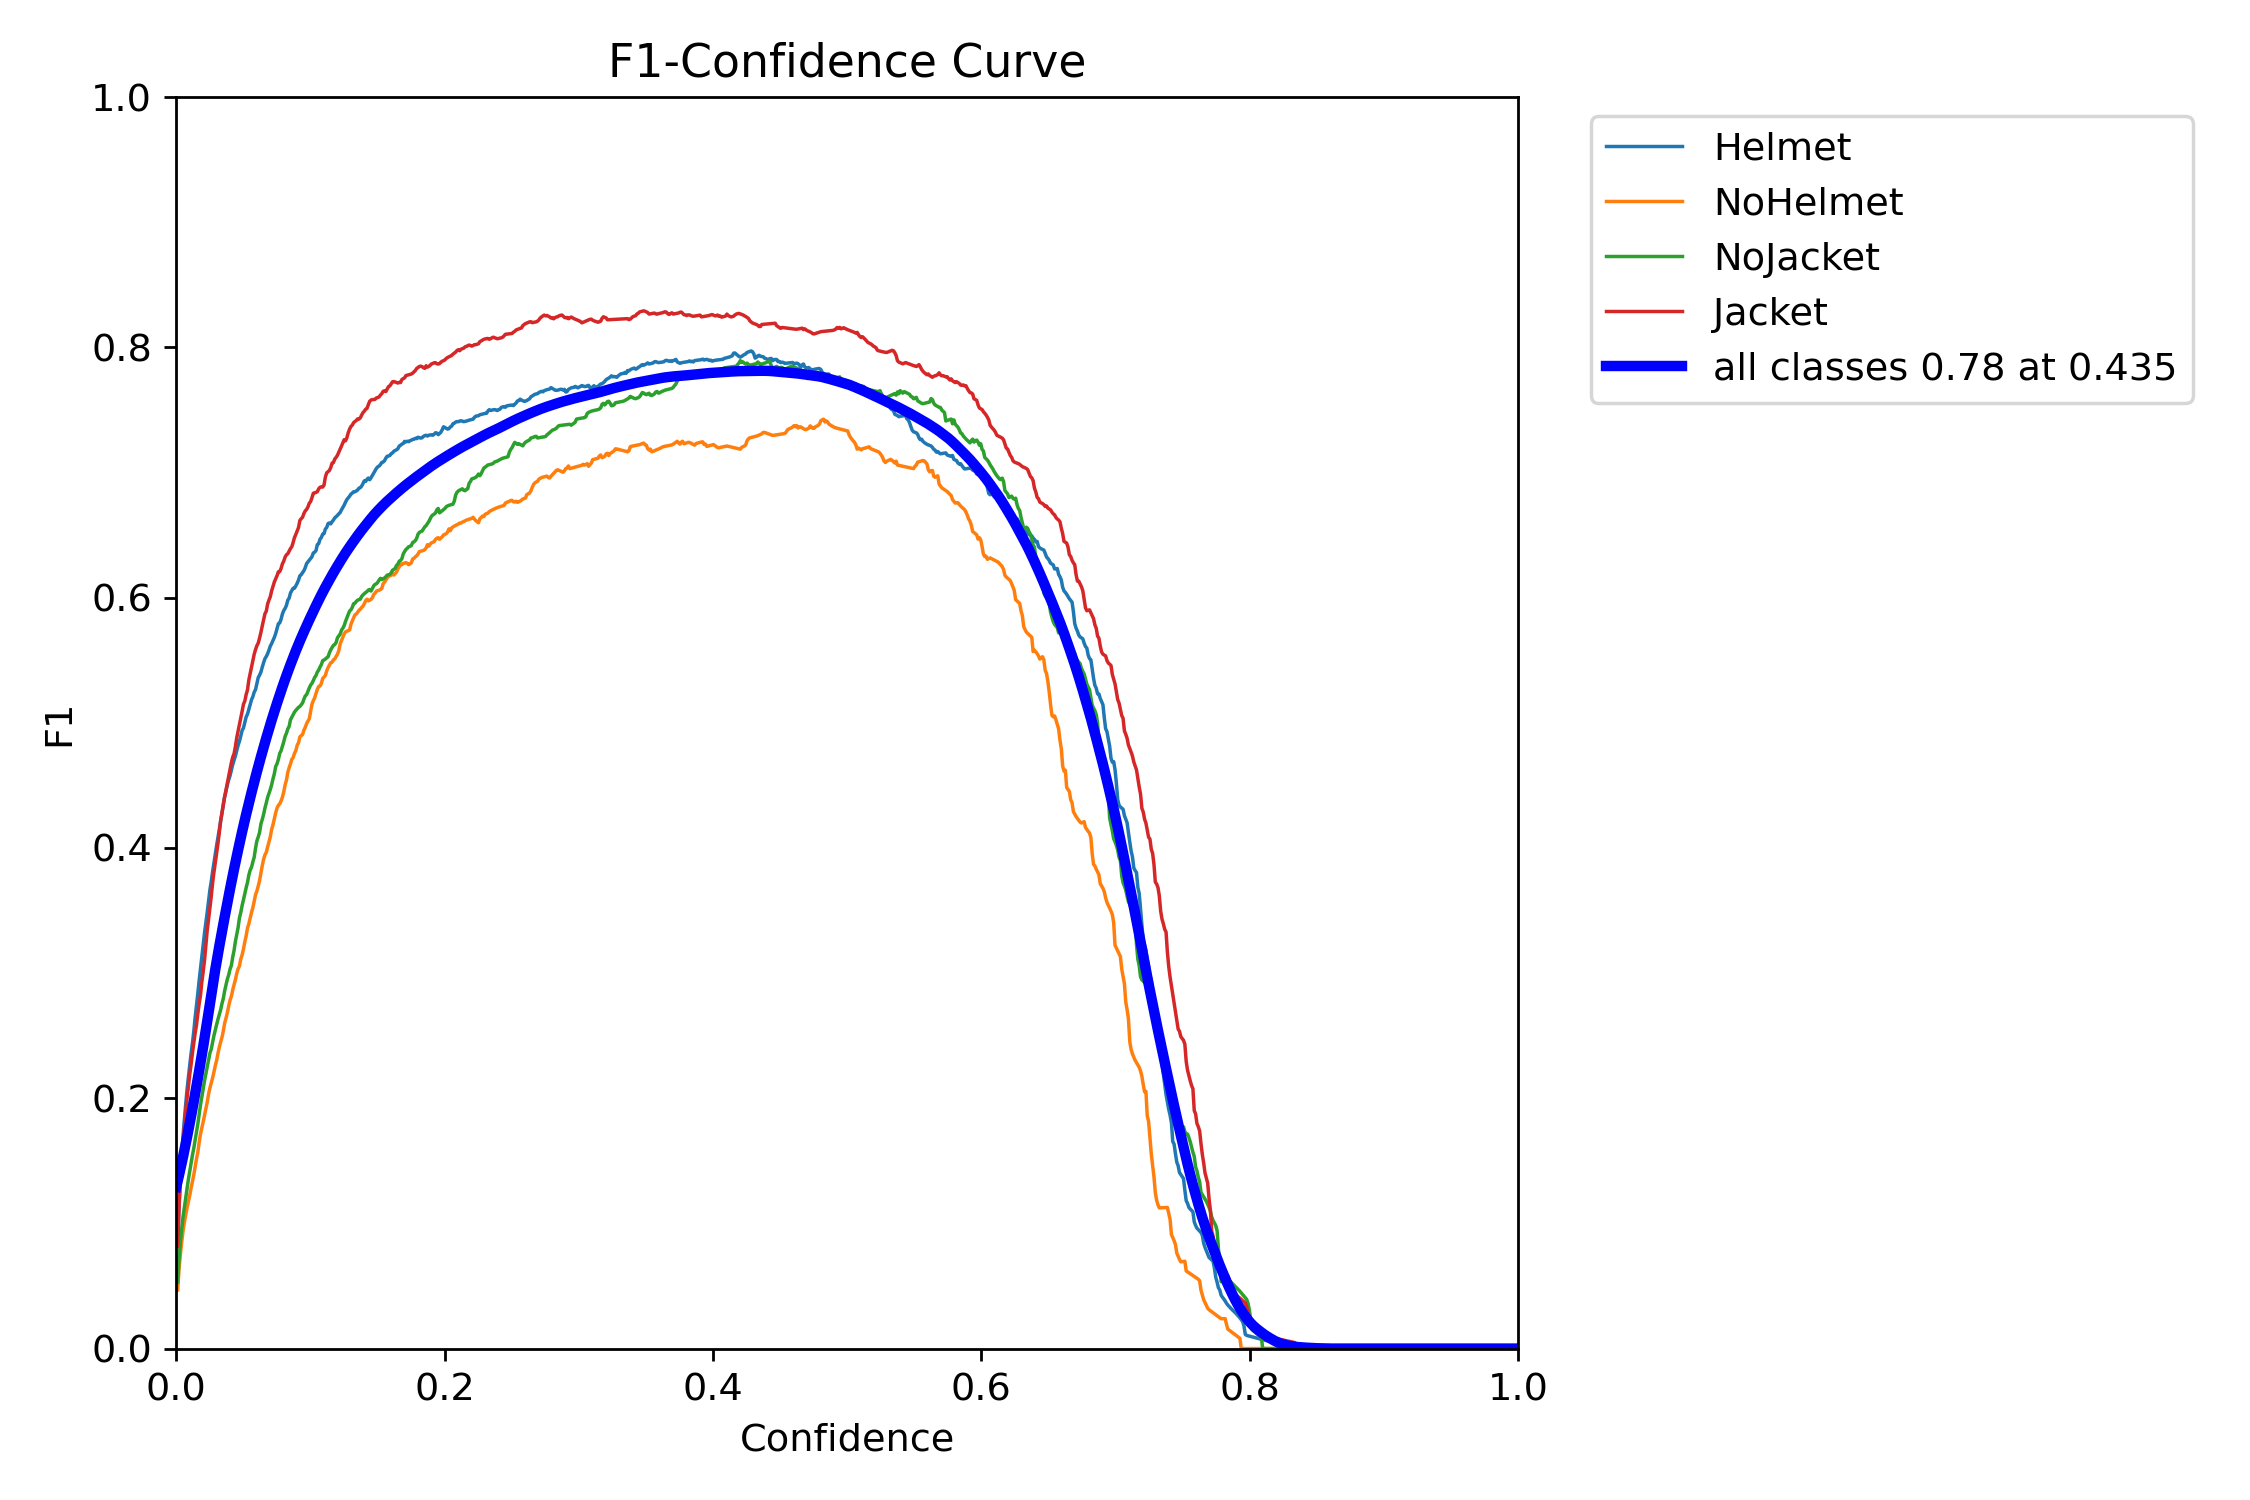 F1-Confidence Curve
1.0
0.8
0.6
0.4
0.2
0.0
F1
0.0 0.2 0.4 0.6 0.8 1.0
Confidence
Helmet
NoHelmet
NoJacket
Jacket
all classes 0.78 at 0.435